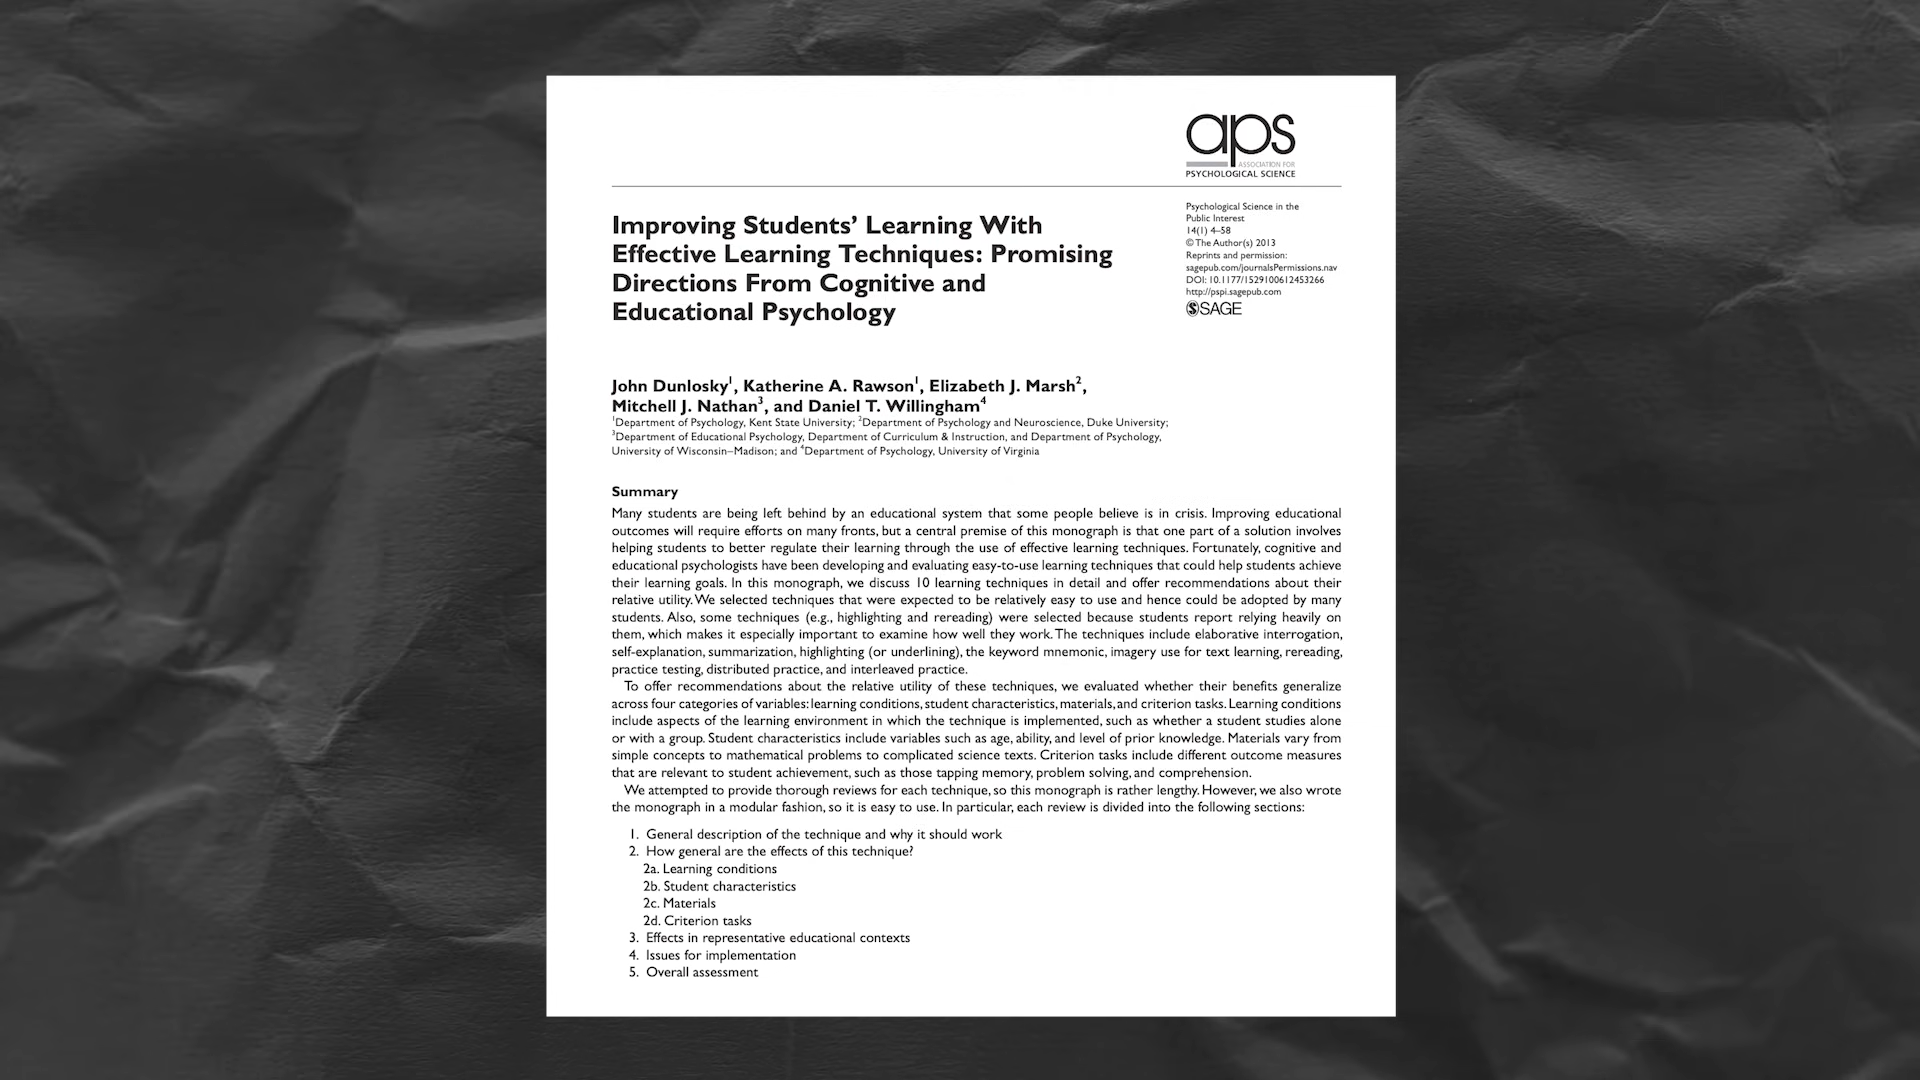 aps
ASSOCIATION FOR
PSYCHOLOGICAL SCIENCE
Psychological Science in the
Public Interest
14(1) 4–58
© The Author(s) 2013
Reprints and permission:
sagepub.com/journalsPermissions.nav
DOI: 10.1177/1529100612453266
http://pspi.sagepub.com
SAGE
Improving Students’ Learning With
Effective Learning Techniques: Promising
Directions From Cognitive and
Educational Psychology
John Dunlosky1, Katherine A. Rawson1, Elizabeth J. Marsh2,
Mitchell J. Nathan3, and Daniel T. Willingham4
1Department of Psychology, Kent State University; 2Department of Psychology and Neuroscience, Duke University;
3Department of Educational Psychology, Department of Curriculum & Instruction, and Department of Psychology,
University of Wisconsin–Madison; and 4Department of Psychology, University of Virginia
Summary
Many students are being left behind by an educational system that some people believe is in crisis. Improving educational
outcomes will require efforts on many fronts, but a central premise of this monograph is that one part of a solution involves
helping students to better regulate their learning through the use of effective learning techniques. Fortunately, cognitive and
educational psychologists have been developing and evaluating easy-to-use learning techniques that could help students achieve
their learning goals. In this monograph, we discuss 10 learning techniques in detail and offer recommendations about their
relative utility. We selected techniques that were expected to be relatively easy to use and hence could be adopted by many
students. Also, some techniques (e.g., highlighting and rereading) were selected because students report relying heavily on
them, which makes it especially important to examine how well they work. The techniques include elaborative interrogation,
self-explanation, summarization, highlighting (or underlining), the keyword mnemonic, imagery use for text learning, rereading,
practice testing, distributed practice, and interleaved practice.
To offer recommendations about the relative utility of these techniques, we evaluated whether their benefits generalize
across four categories of variables: learning conditions, student characteristics, materials, and criterion tasks. Learning conditions
include aspects of the learning environment in which the technique is implemented, such as whether a student studies alone
or with a group. Student characteristics include variables such as age, ability, and level of prior knowledge. Materials vary from
simple concepts to mathematical problems to complicated science texts. Criterion tasks include different outcome measures
that are relevant to student achievement, such as those tapping memory, problem solving, and comprehension.
We attempted to provide thorough reviews for each technique, so this monograph is rather lengthy. However, we also wrote
the monograph in a modular fashion, so it is easy to use. In particular, each review is divided into the following sections:
1. General description of the technique and why it should work
2. How general are the effects of this technique?
2a. Learning conditions
2b. Student characteristics
2c. Materials
2d. Criterion tasks
3. Effects in representative educational contexts
4. Issues for implementation
5. Overall assessment